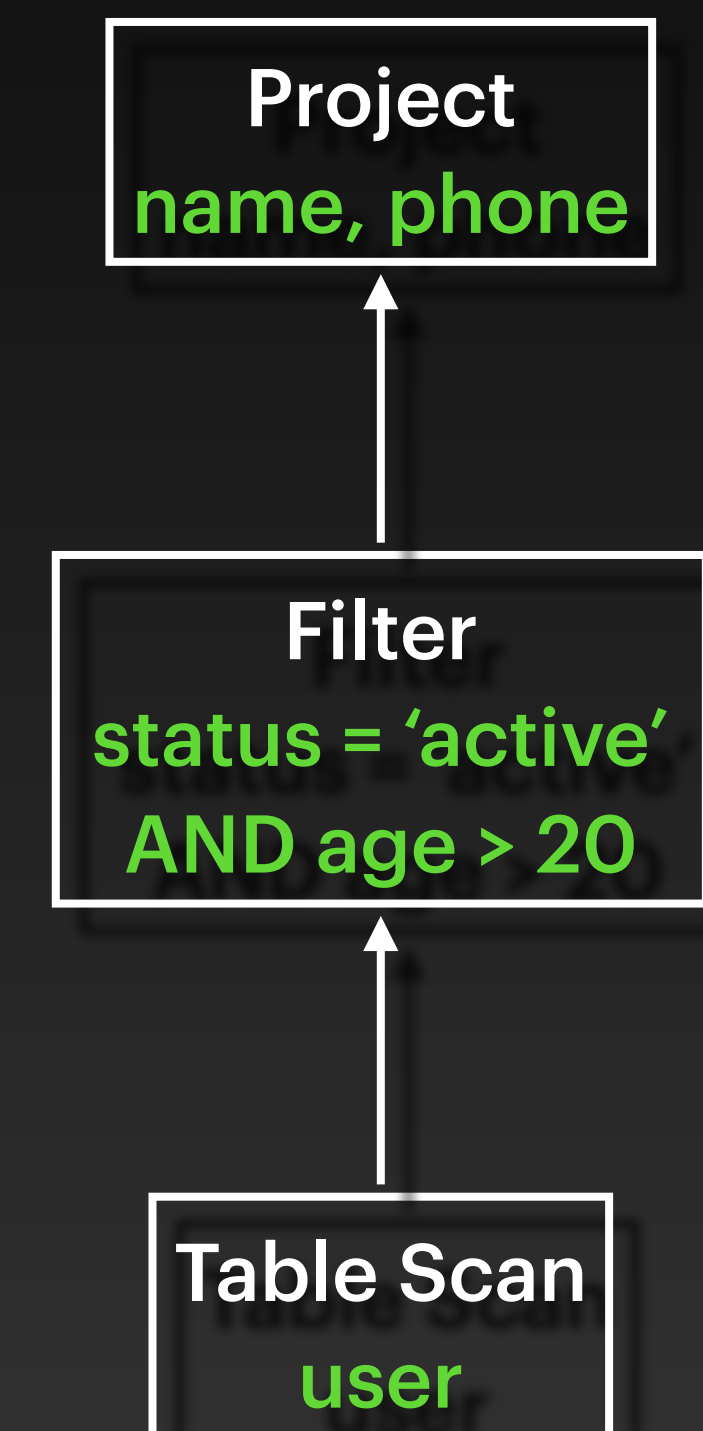 Project
name, phone
Filter
status = ‘active’
AND age > 20
Table Scan
user